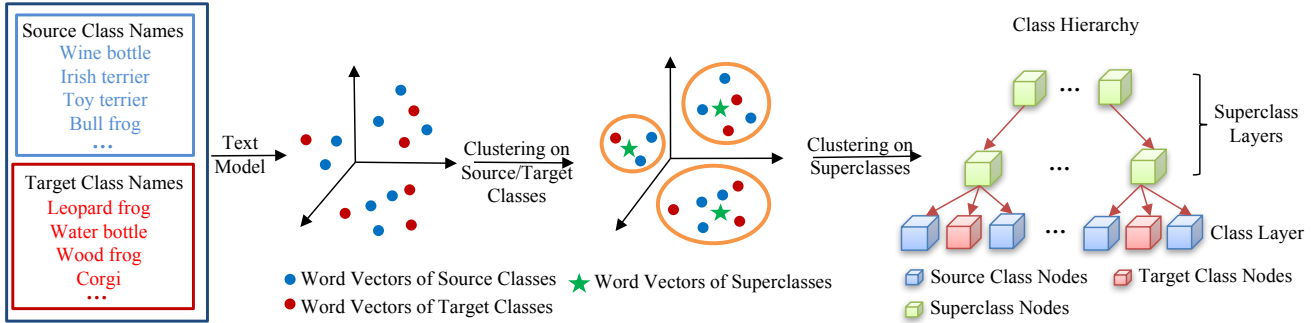 Source Class Names
Wine bottle
Irish terrier
Toy terrier
Bull frog
...
Target Class Names
Leopard frog
Water bottle
Wood frog
Corgi
...
Text
Model
Clustering on
Source/Target
Classes
Clustering on
Superclasses
Class Hierarchy
...
Superclass
Layers
...
...
Class Layer
Word Vectors of Source Classes
Word Vectors of Superclasses
Word Vectors of Target Classes
Source Class Nodes
Target Class Nodes
Superclass Nodes